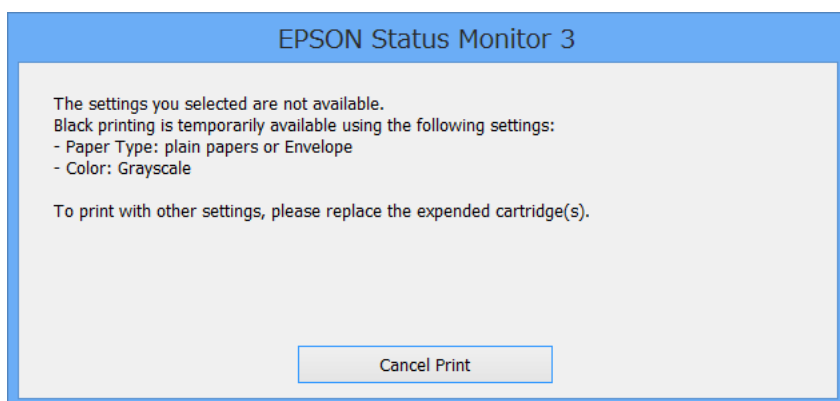 EPSON Status Monitor 3
The settings you selected are not available.
Black printing is temporarily available using the following settings:
- Paper Type: plain papers or Envelope
- Color: Grayscale
To print with other settings, please replace the expended cartridge(s).
Cancel Print